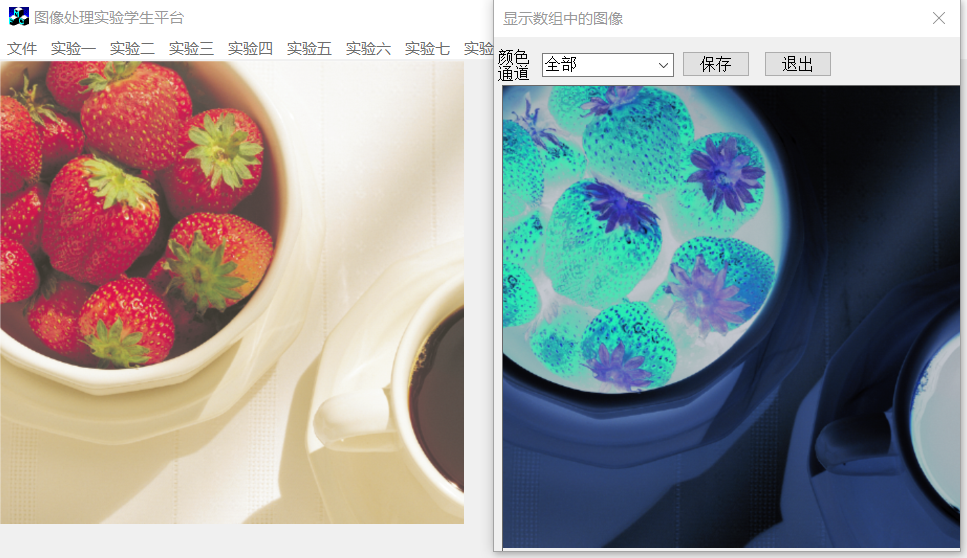 图像处理实验学生平台
文件 实验一 实验二 实验三 实验四 实验五 实验六 实验七 实验
显示数组中的图像
颜色
通道
全部
保存
退出